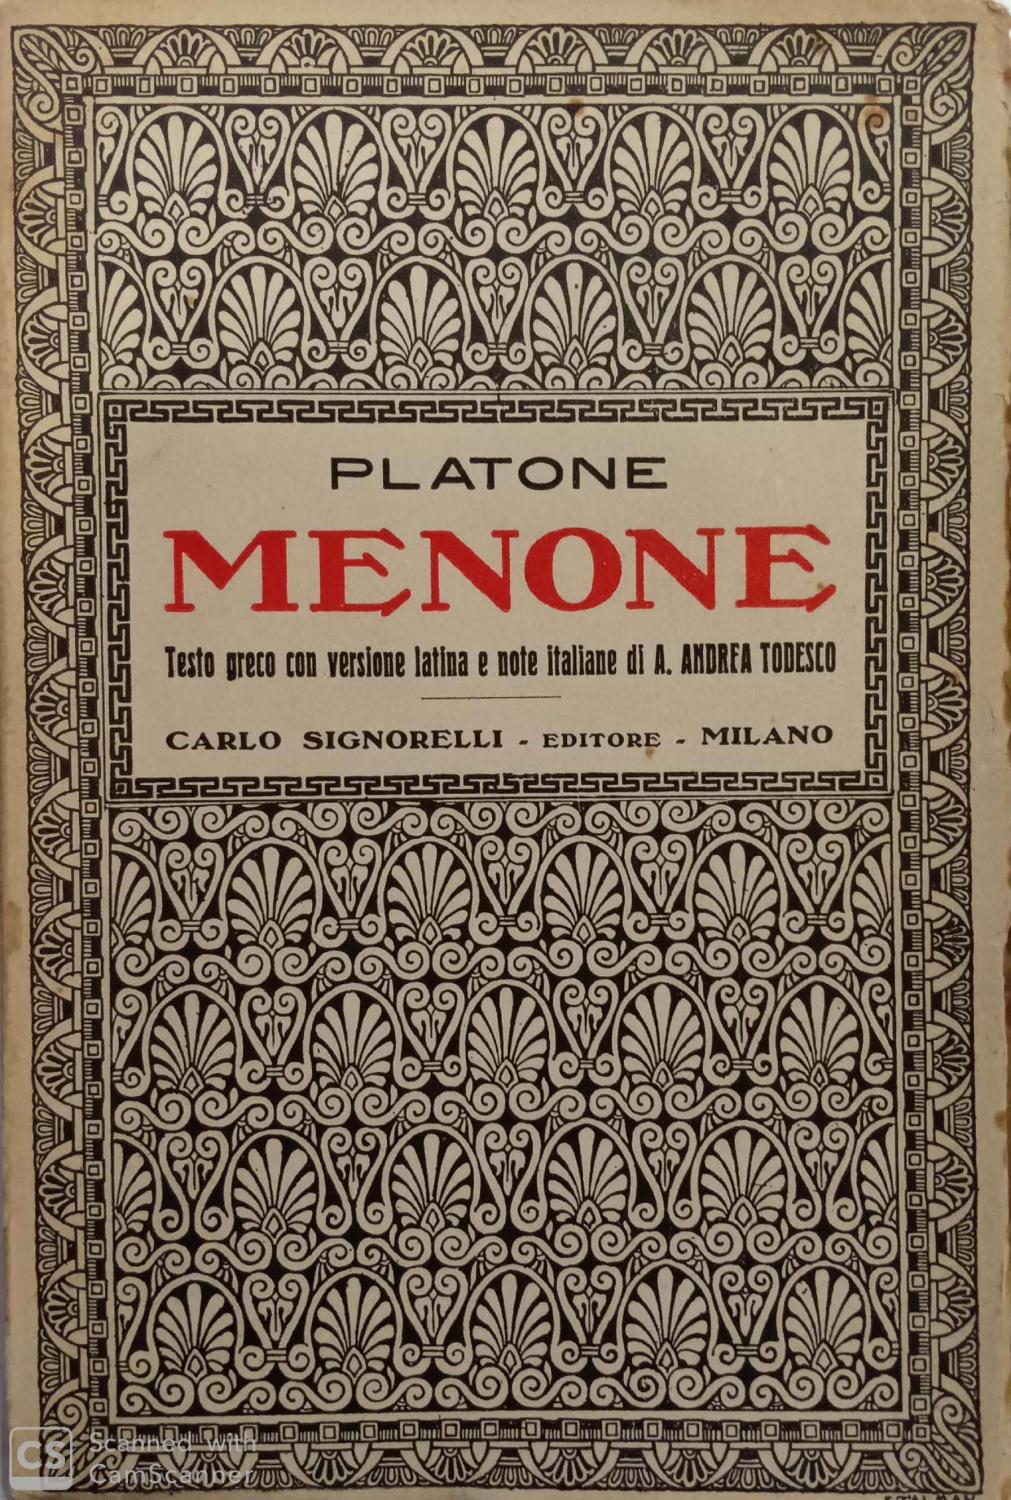 PLATONE
MENONE
Testo greco con versione latina e note italiane di A. ANDREA TODESCO
CARLO SIGNORELLI - EDITORE - MILANO
CS Scanned with
CamScanner